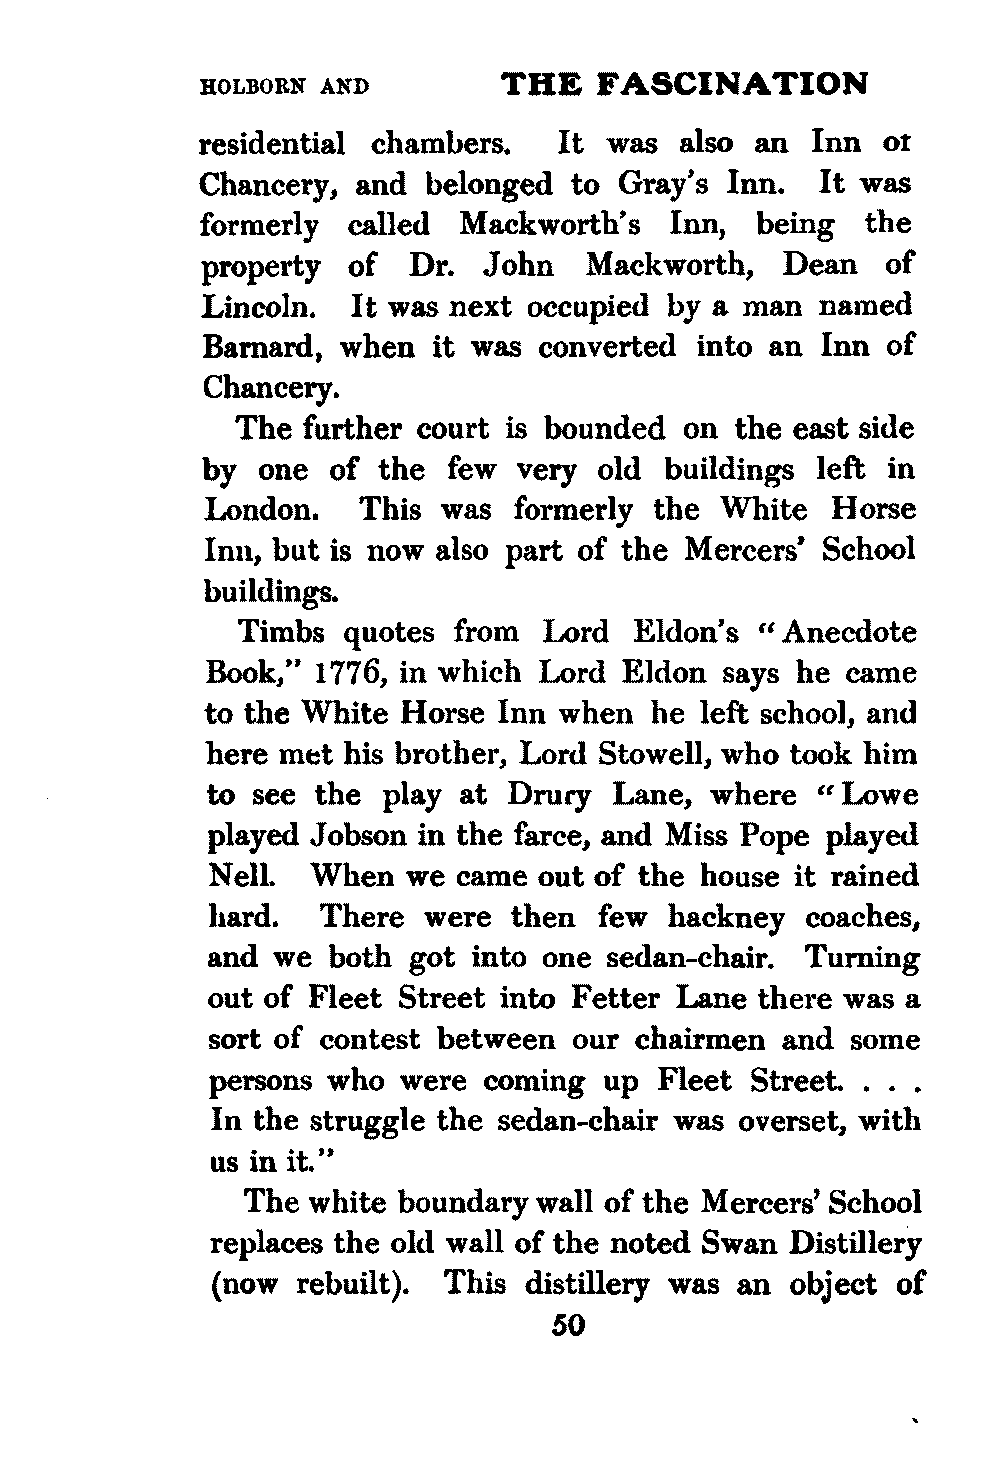 HOLBORN AND THE FASCINATION
residential chambers. It was also an Inn of
Chancery, and belonged to Gray's Inn. It was
formerly called Mackworth's Inn, being the
property of Dr. John Mackworth, Dean of
Lincoln. It was next occupied by a man named
Barnard, when it was converted into an Inn of
Chancery.
The further court is bounded on the east side
by one of the few very old buildings left in
London. This was formerly the White Horse
Inn, but is now also part of the Mercers' School
buildings.
Timbs quotes from Lord Eldon's “Anecdote
Book,” 1776, in which Lord Eldon says he came
to the White Horse Inn when he left school, and
here met his brother, Lord Stowell, who took him
to see the play at Drury Lane, where “Lowe
played Jobson in the farce, and Miss Pope played
Nell. When we came out of the house it rained
hard. There were then few hackney coaches,
and we both got into one sedan-chair. Turning
out of Fleet Street into Fetter Lane there was a
sort of contest between our chairmen and some
persons who were coming up Fleet Street. . . .
In the struggle the sedan-chair was overset, with
us in it.”
The white boundary wall of the Mercers' School
replaces the old wall of the noted Swan Distillery
(now rebuilt). This distillery was an object of
50